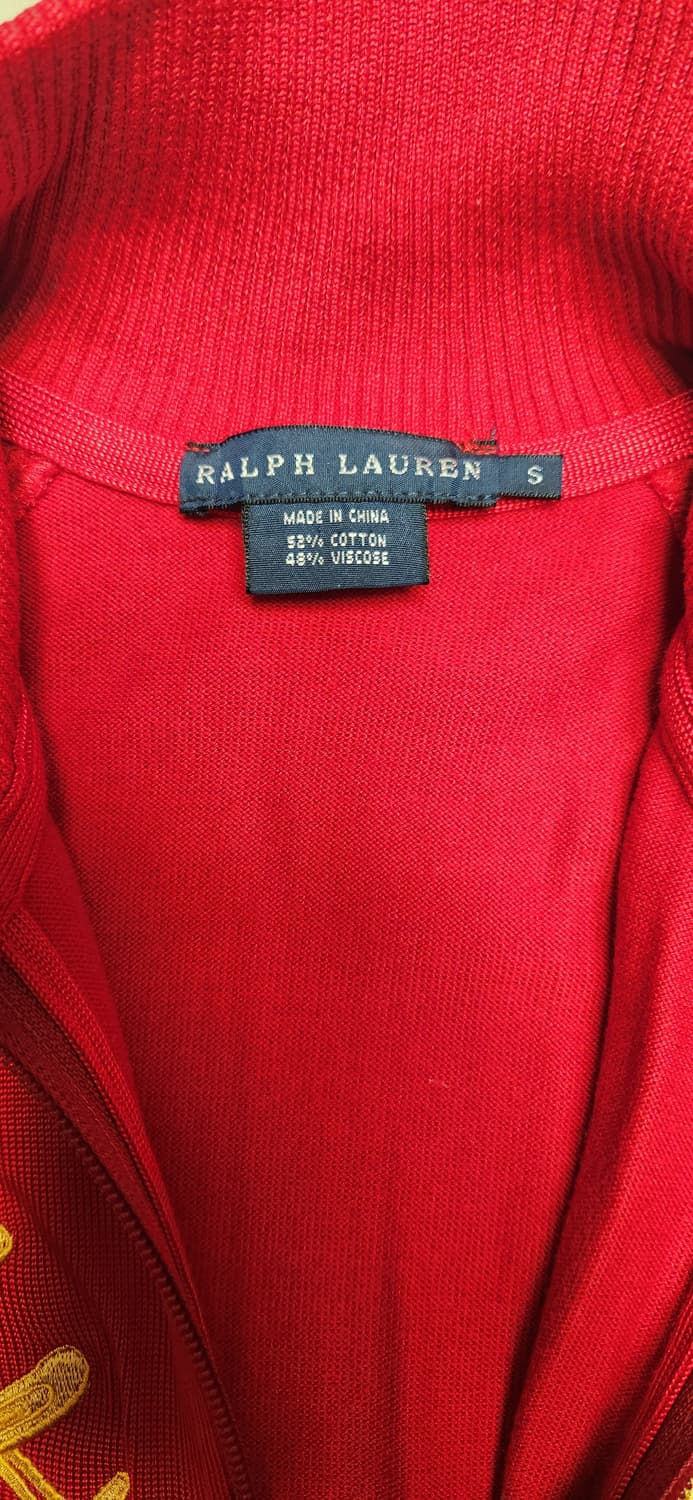 RALPH LAUREN S
MADE IN CHINA
52% COTTON
48% VISCOSE